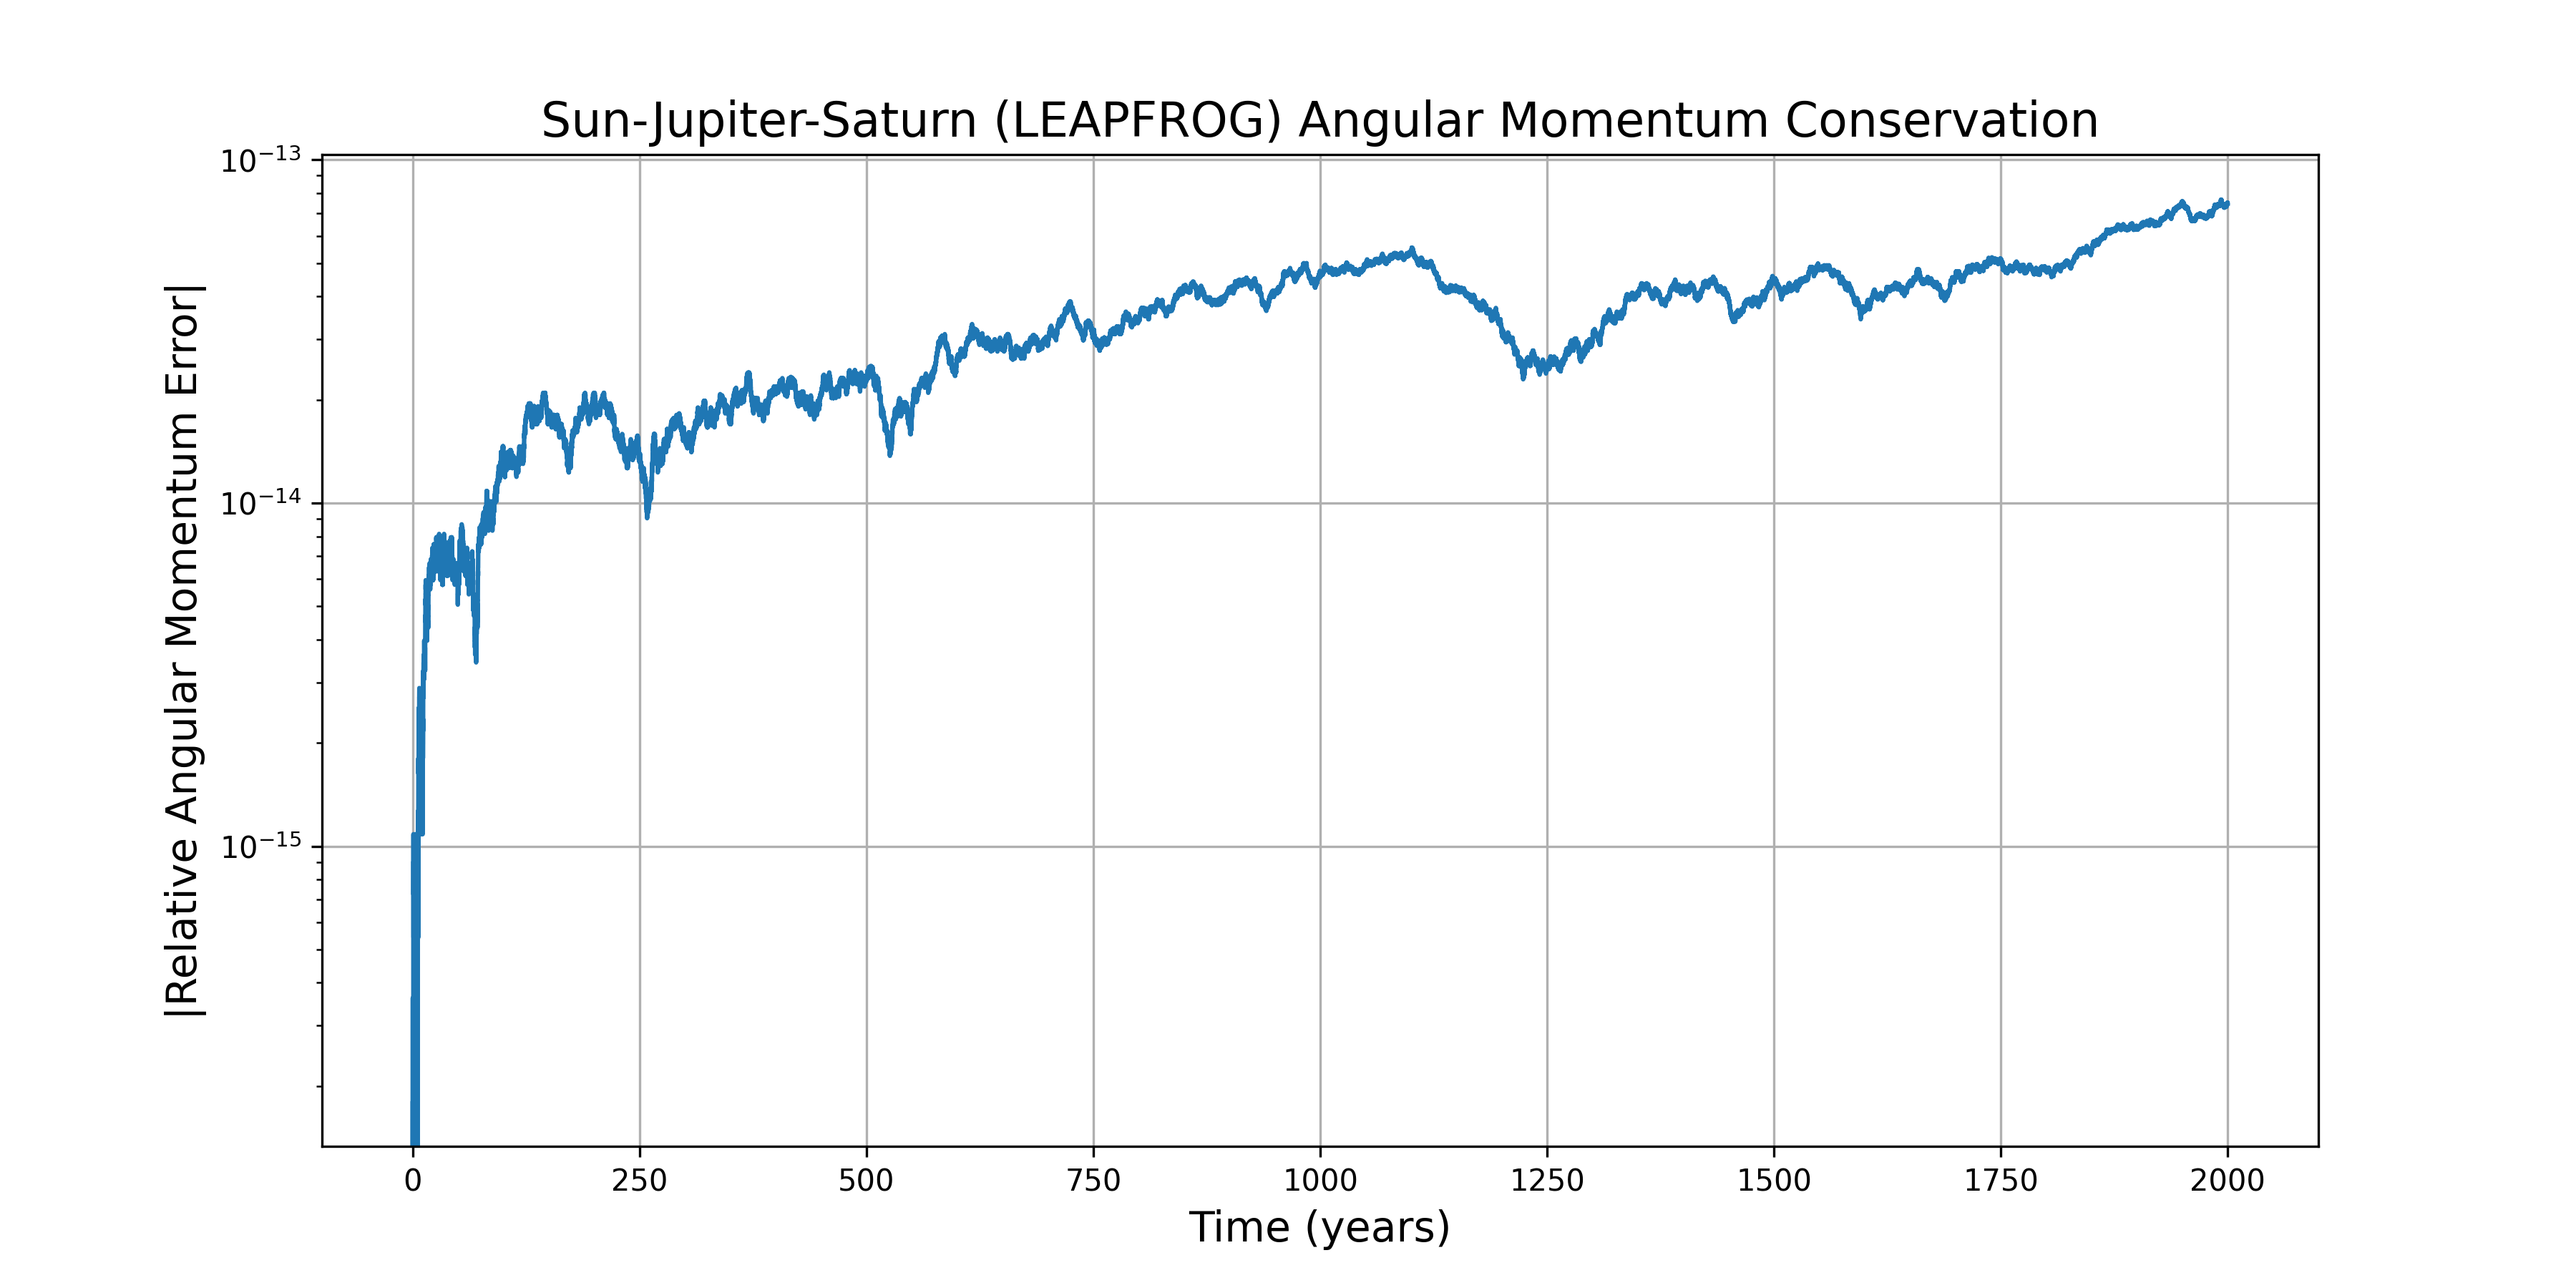 Sun-Jupiter-Saturn (LEAPFROG) Angular Momentum Conservation
|Relative Angular Momentum Error|
10⁻¹³
10⁻¹⁴
10⁻¹⁵
0 250 500 750 1000 1250 1500 1750 2000
Time (years)